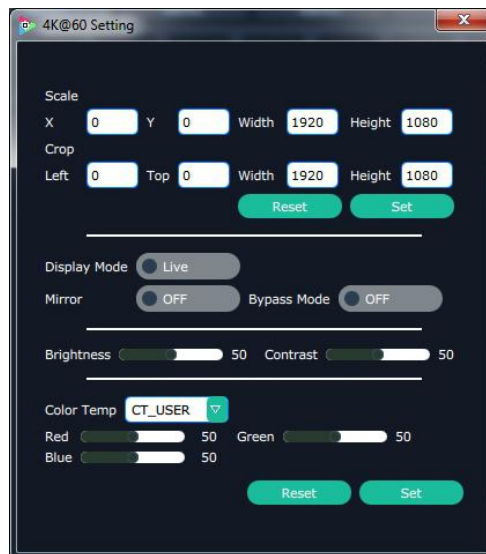 4K@60 Setting
Scale
X 0 Y 0 Width 1920 Height 1080
Crop
Left 0 Top 0 Width 1920 Height 1080
Reset Set
Display Mode Live
Mirror OFF Bypass Mode OFF
Brightness 50 Contrast 50
Color Temp CT_USER
Red 50 Green 50
Blue 50
Reset Set